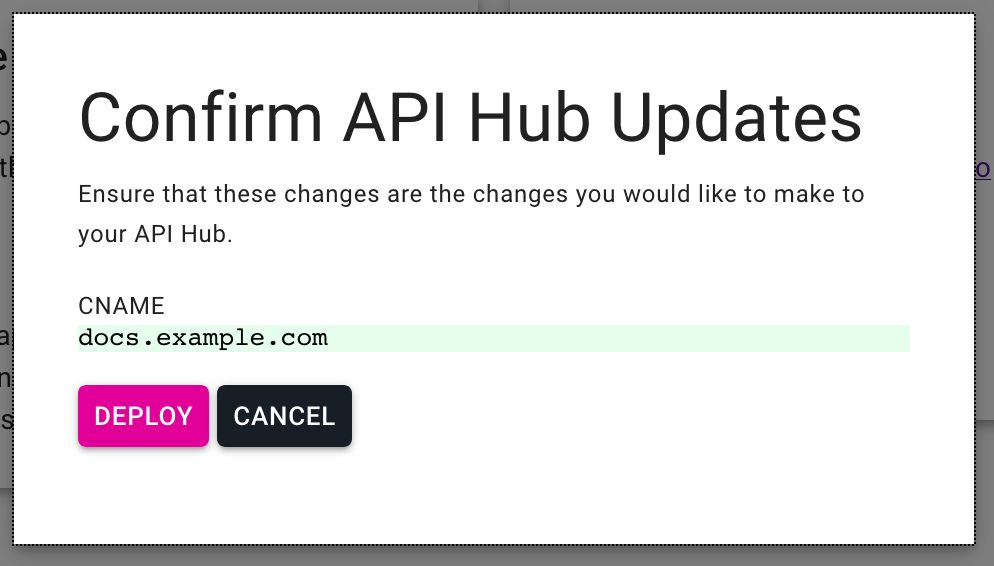 Confirm API Hub Updates
Ensure that these changes are the changes you would like to make to
your API Hub.
CNAME
docs.example.com
DEPLOY CANCEL